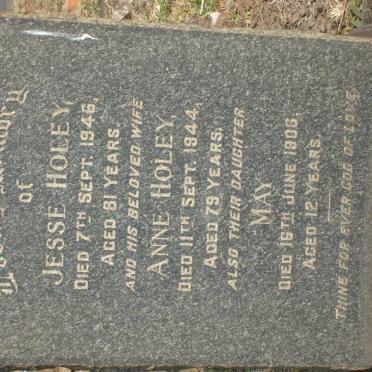 of
JESSE HOLEY,
DIED 7TH SEPT. 1946,
AGED 81 YEARS.
AND HIS BELOVED WIFE
ANNE HOLEY,
DIED 11TH SEPT. 1944,
AGED 79 YEARS.
ALSO THEIR DAUGHTER
MAY
DIED 16TH JUNE 1906,
AGED 12 YEARS.
THINE FOR EVER GOD OF LOVE.